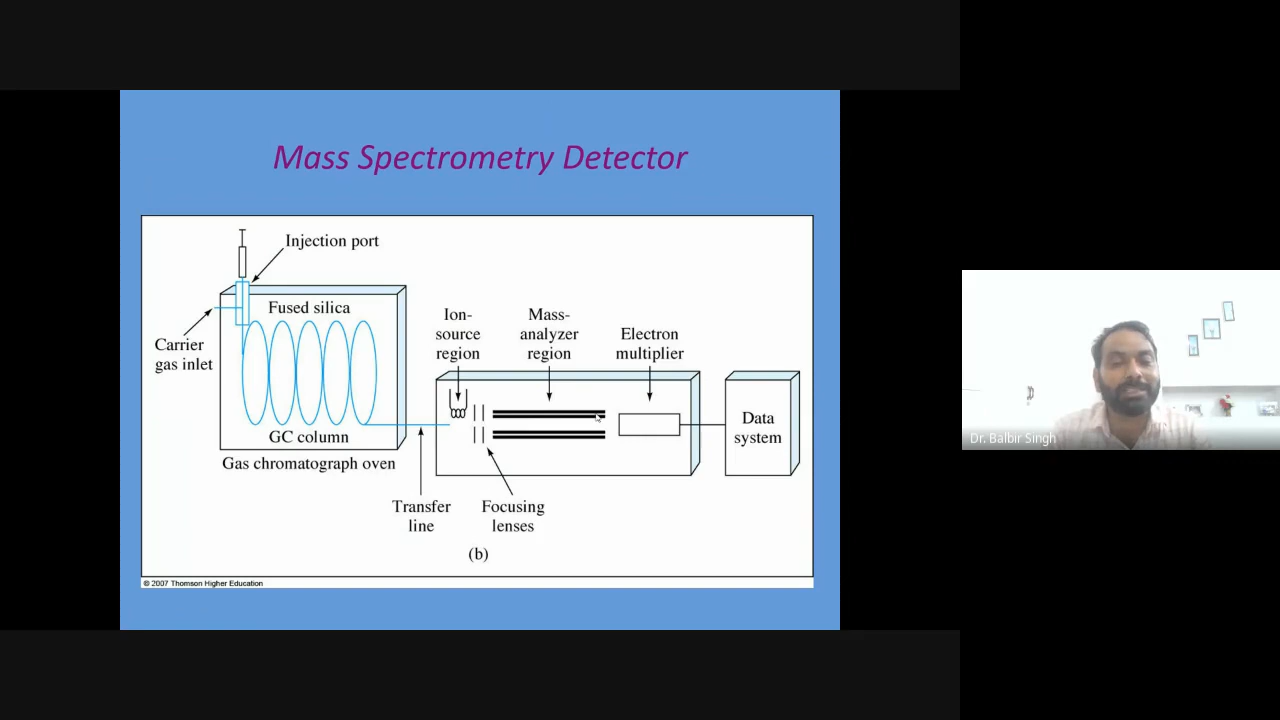 Mass Spectrometry Detector
Injection port
Fused silica
Carrier
gas inlet
GC column
Gas chromatograph oven
Ion-
source
region
Mass-
analyzer
region
Electron
multiplier
Data
system
Transfer
line
Focusing
lenses
(b)
© 2007 Thomson Higher Education
Dr. Balbir Singh